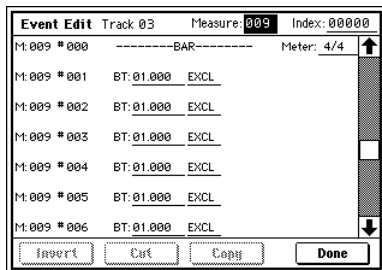 Event Edit Track 03 Measure: 009 Index: 00000
M: 009 # 000 --------BAR-------- Meter: 4/4
M: 009 # 001 BT: 01.000 EXCL
M: 009 # 002 BT: 01.000 EXCL
M: 009 # 003 BT: 01.000 EXCL
M: 009 # 004 BT: 01.000 EXCL
M: 009 # 005 BT: 01.000 EXCL
M: 009 # 006 BT: 01.000 EXCL
Insert Cut Copy Done